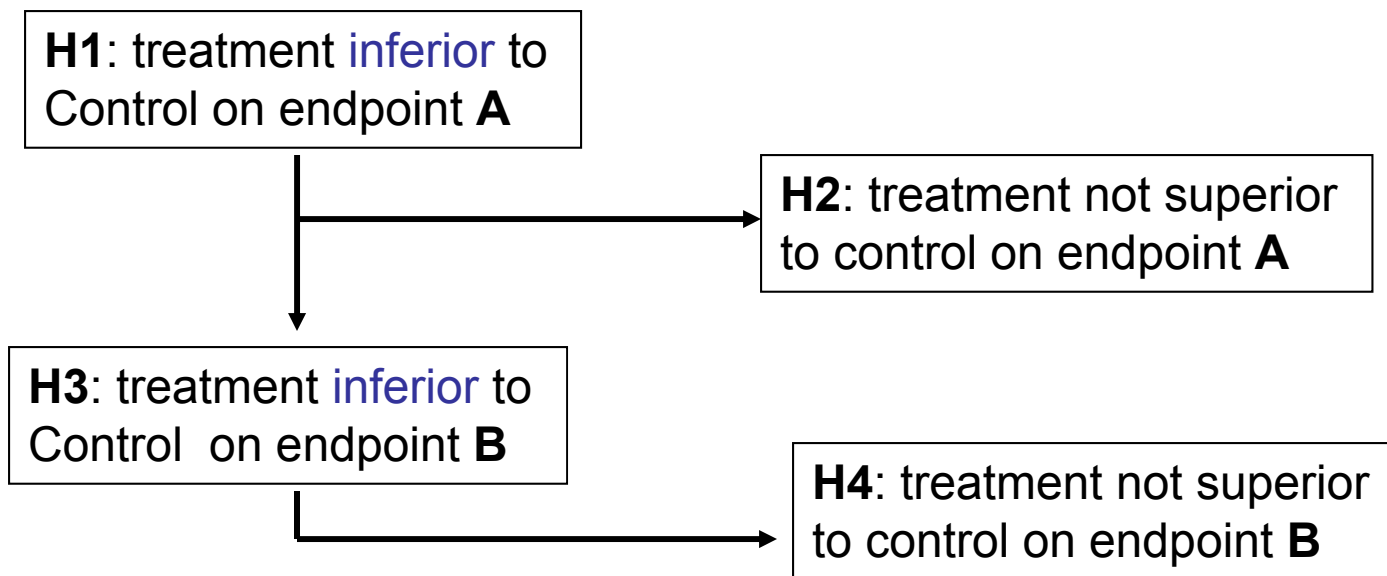 H1: treatment inferior to
Control on endpoint A
H2: treatment not superior
to control on endpoint A
H3: treatment inferior to
Control  on endpoint B
H4: treatment not superior
to control on endpoint B